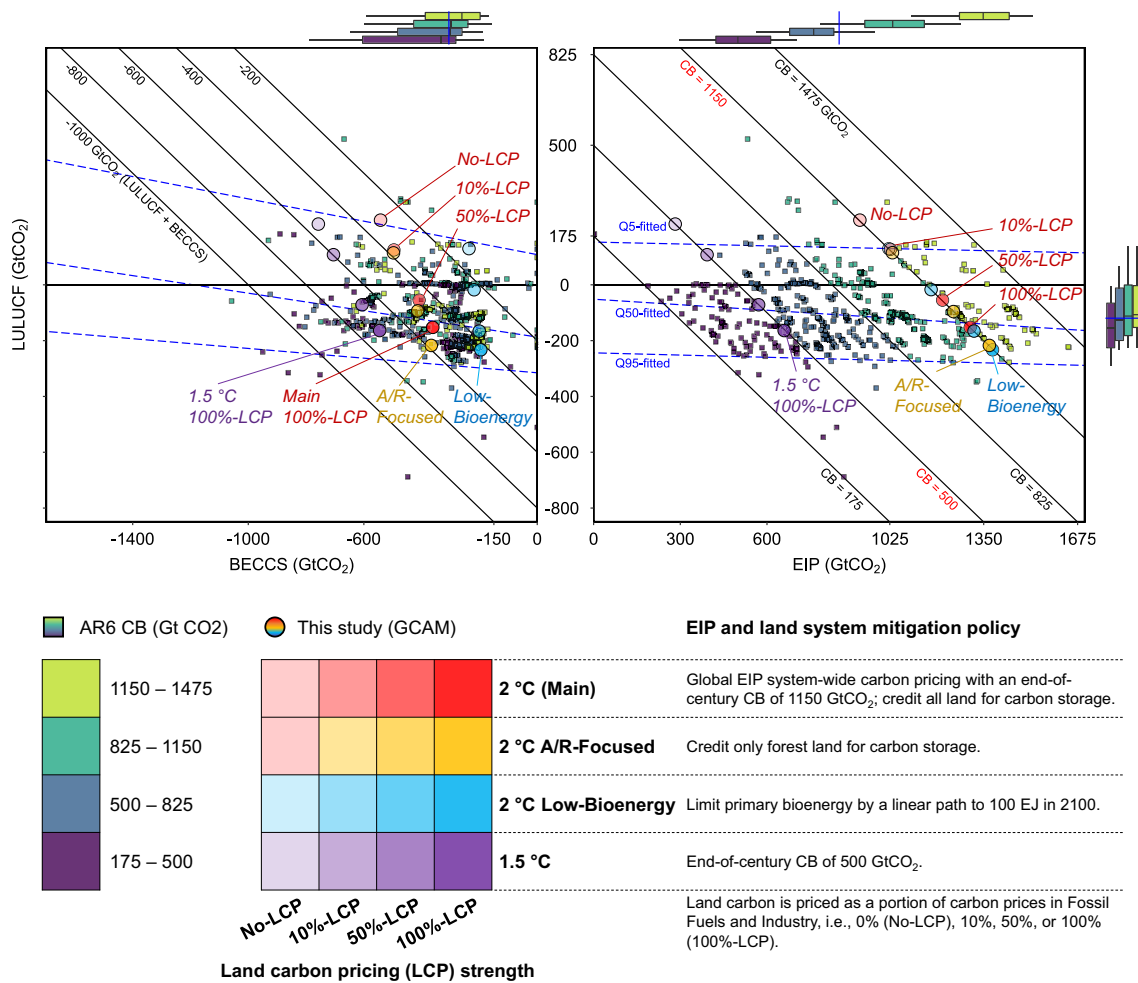 -200
-400
-600
-800
-1000 GtCO2 (LULUCF + BECCS)
No-LCP
10%-LCP
50%-LCP
1.5 °C
100%-LCP
Main
100%-LCP
A/R-
Focused
Low-
Bioenergy
LULUCF (GtCO2)
-1400
-1000
-600
-150
0
BECCS (GtCO2)
825
500
175
0
-200
-400
-600
-800
CB = 1150
CB = 1475 GtCO2
No-LCP
10%-LCP
50%-LCP
100%-LCP
Q5-fitted
Q50-fitted
Q95-fitted
1.5 °C
100%-LCP
A/R-
Focused
Low-
Bioenergy
CB = 175
CB = 500
CB = 825
0
300
600
1025
1350
1675
EIP (GtCO2)
AR6 CB (Gt CO2)
This study (GCAM)
EIP and land system mitigation policy
1150 – 1475
2 °C (Main)
Global EIP system-wide carbon pricing with an end-of-
century CB of 1150 GtCO2; credit all land for carbon storage.
825 – 1150
2 °C A/R-Focused
Credit only forest land for carbon storage.
500 – 825
2 °C Low-Bioenergy
Limit primary bioenergy by a linear path to 100 EJ in 2100.
175 – 500
1.5 °C
End-of-century CB of 500 GtCO2.
No-LCP
10%-LCP
50%-LCP
100%-LCP
Land carbon is priced as a portion of carbon prices in Fossil
Fuels and Industry, i.e., 0% (No-LCP), 10%, 50%, or 100%
(100%-LCP).
Land carbon pricing (LCP) strength